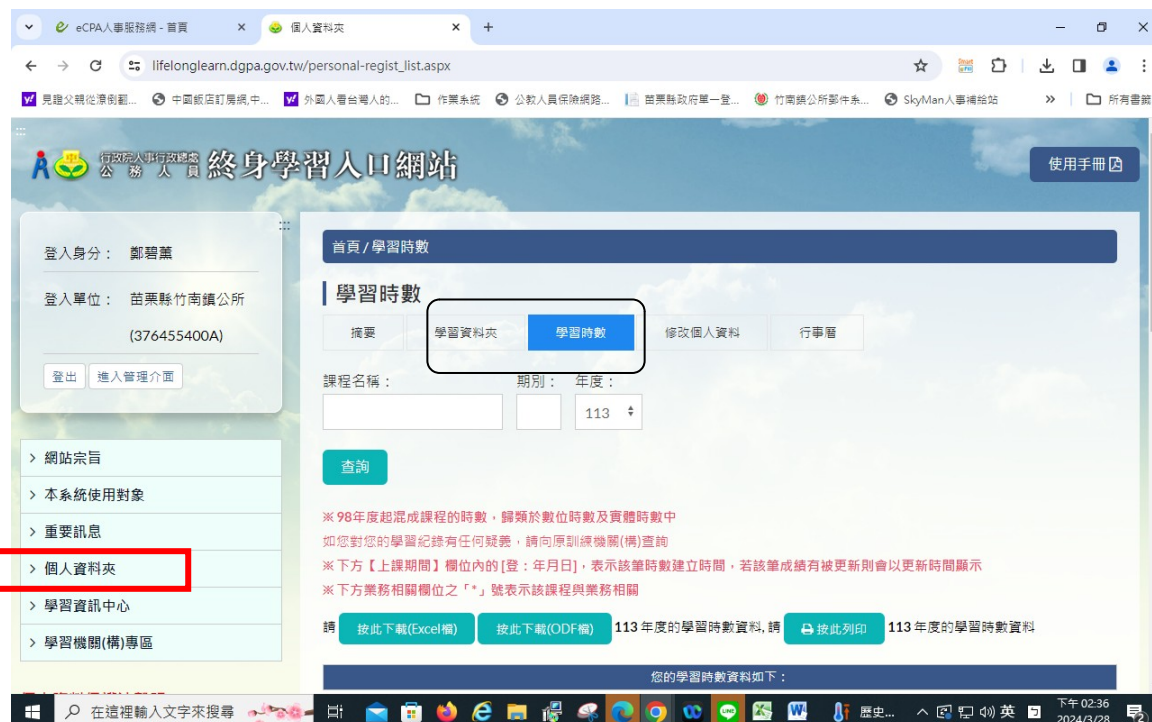 eCPA人事服務網 - 首頁
個人資料夾
lifelonglearn.dgpa.gov.tw/personal-regist_list.aspx
見證父親從潦倒翻...
中國飯店訂房網,中...
外國人看台灣人的...
作業系統
公教人員保險網路...
苗栗縣政府單一登...
竹南鎮公所郵件系...
SkyMan人事補給站
»
所有書籤
行政院人事行政總處
公務人員
終身學習入口網站
使用手冊
:::
登入身分： 鄭碧薰
登入單位： 苗栗縣竹南鎮公所
(376455400A)
登出 進入管理介面
> 網站宗旨
> 本系統使用對象
> 重要訊息
> 個人資料夾
> 學習資訊中心
> 學習機關(構)專區
首頁 / 學習時數
學習時數
摘要 學習資料夾 學習時數 修改個人資料 行事曆
課程名稱： 期別： 年度：
113
查詢
※ 98年度起混成課程的時數，歸類於數位時數及實體時數中
如您對您的學習紀錄有任何疑義，請向原訓練機關(構)查詢
※ 下方【上課期間】欄位內的 [登：年月日]，表示該筆時數建立時間，若該筆成績有被更新則會以更新時間顯示
※ 下方業務相關欄位之「*」號表示該課程與業務相關
請 按此下載(Excel檔) 按此下載(ODF檔) 113 年度的學習時數資料, 請 按此列印 113 年度的學習時數資料
您的學習時數資料如下：
在這裡輸入文字來搜尋
歷史...
英
下午 02:36
2024/3/28